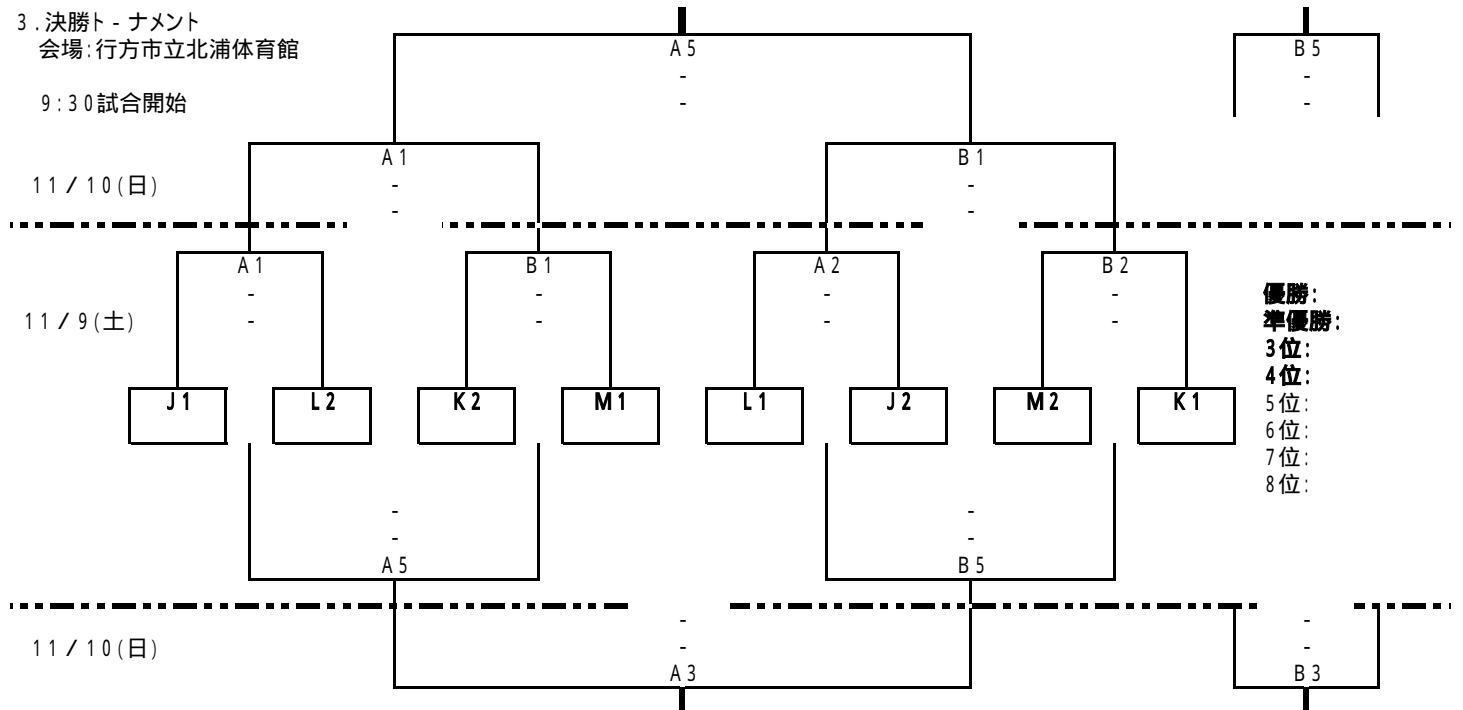 3.決勝ト-ナメント
会場:行方市立北浦体育館
9:30試合開始
A5
-
-
B5
-
-
A1
-
-
B1
-
-
11/10(日)
A1
-
-
B1
-
-
A2
-
-
B2
-
-
11/9(土)
優勝:
準優勝:
3位:
4位:
5位:
6位:
7位:
8位:
J1
L2
K2
M1
L1
J2
M2
K1
-
-
A5
-
-
B5
11/10(日)
-
-
A3
-
-
B3